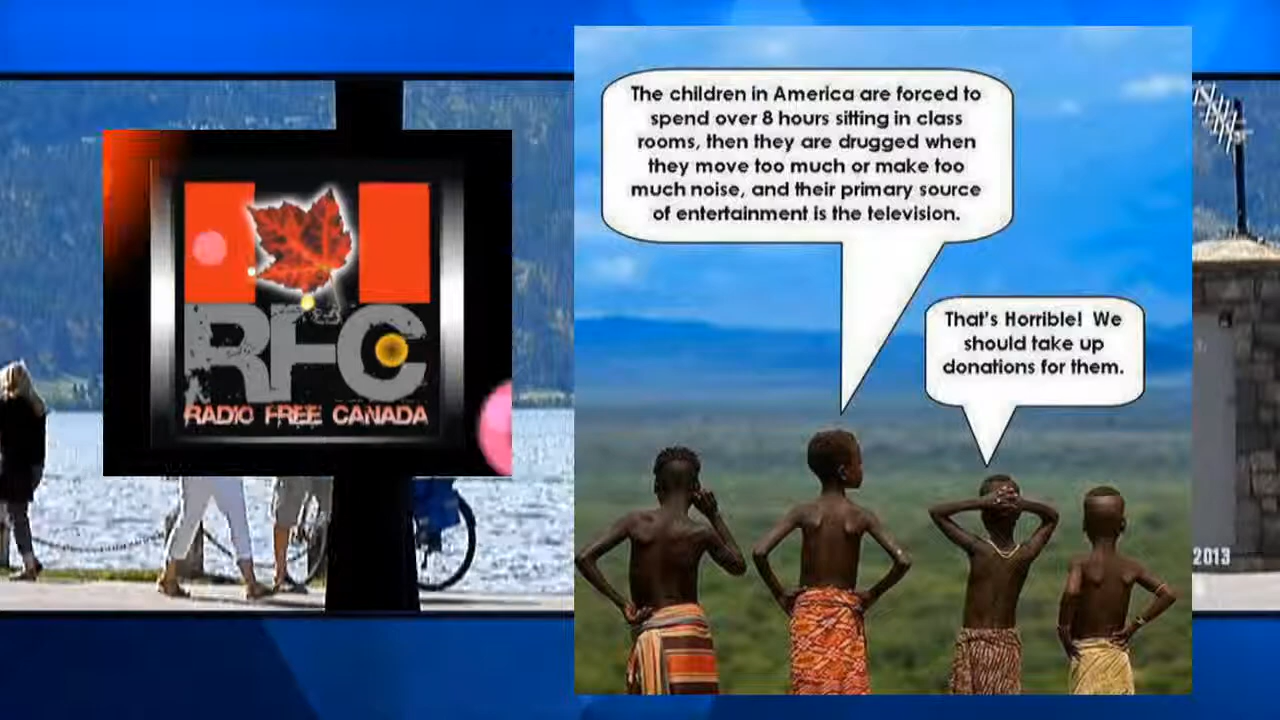 RFC
RADIO FREE CANADA
The children in America are forced to
spend over 8 hours sitting in class
rooms, then they are drugged when
they move too much or make too
much noise, and their primary source
of entertainment is the television.
That's Horrible! We
should take up
donations for them.
2013